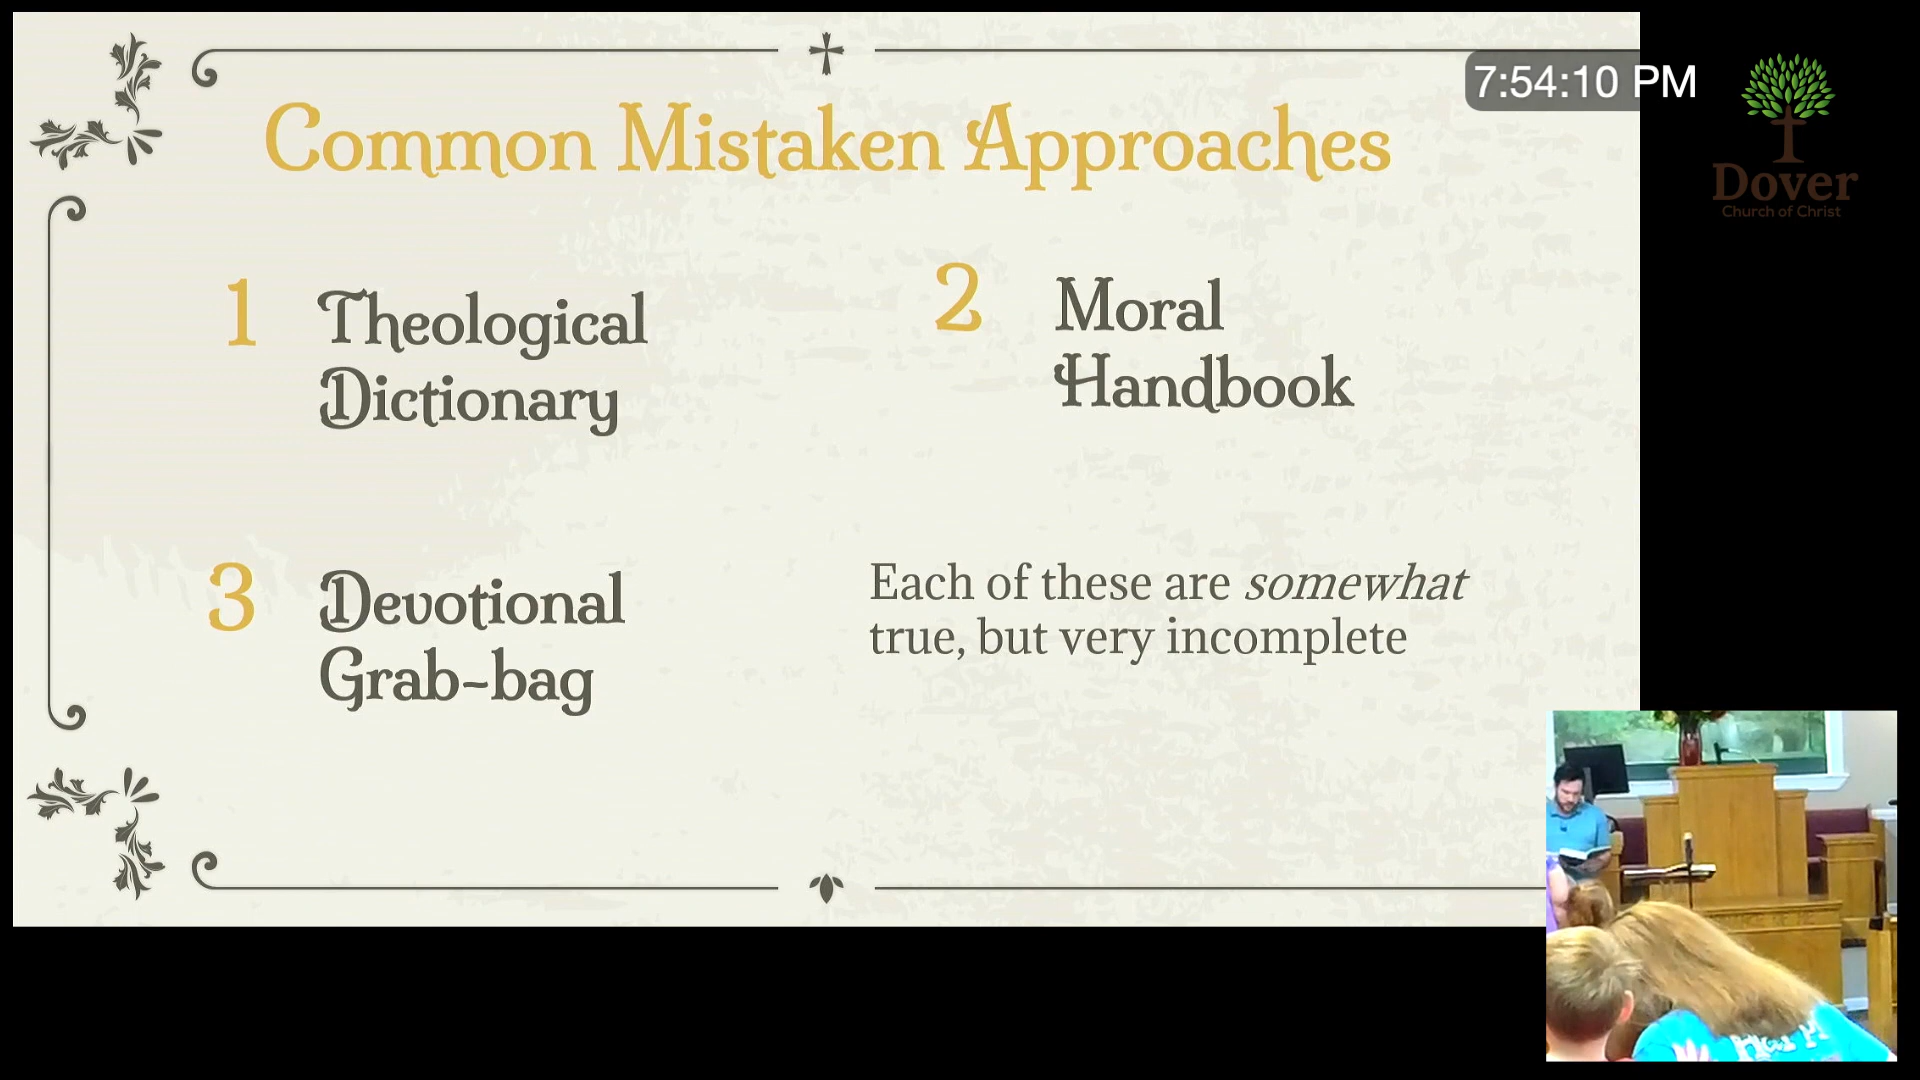 Common Mistaken Approaches
7:54:10 PM
Dover
Church of Christ
1
Theological
Dictionary
2
Moral
Handbook
3
Devotional
Grab-bag
Each of these are somewhat
true, but very incomplete